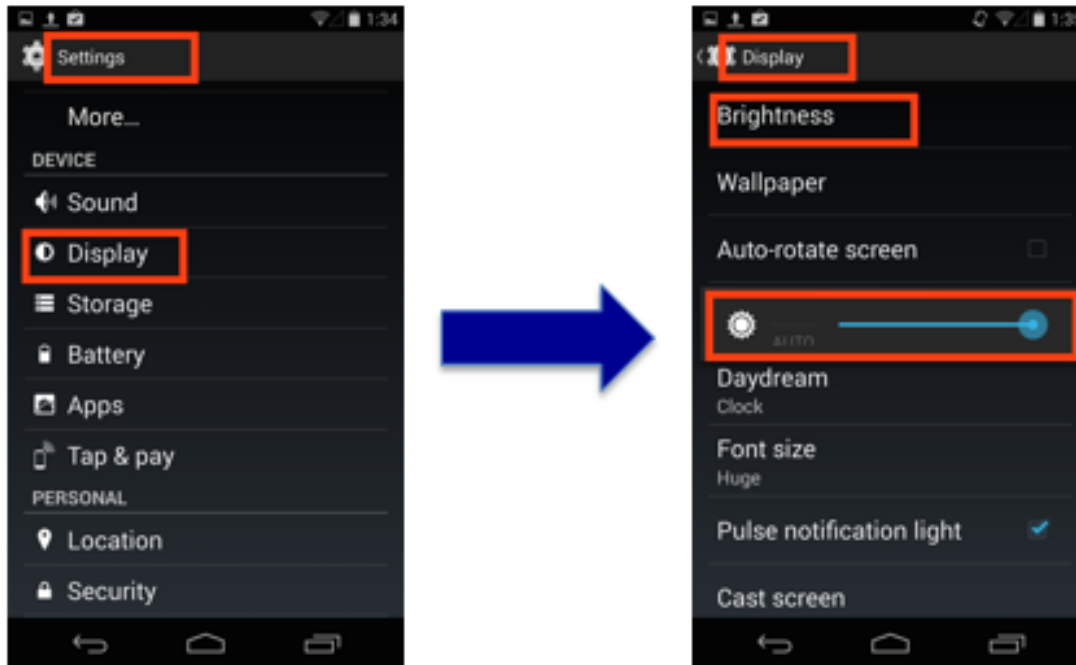 1:34
Settings
More...
DEVICE
Sound
Display
Storage
Battery
Apps
Tap & pay
PERSONAL
Location
Security
Display
Brightness
Wallpaper
Auto-rotate screen
AUTO
Daydream
Clock
Font size
Huge
Pulse notification light
Cast screen